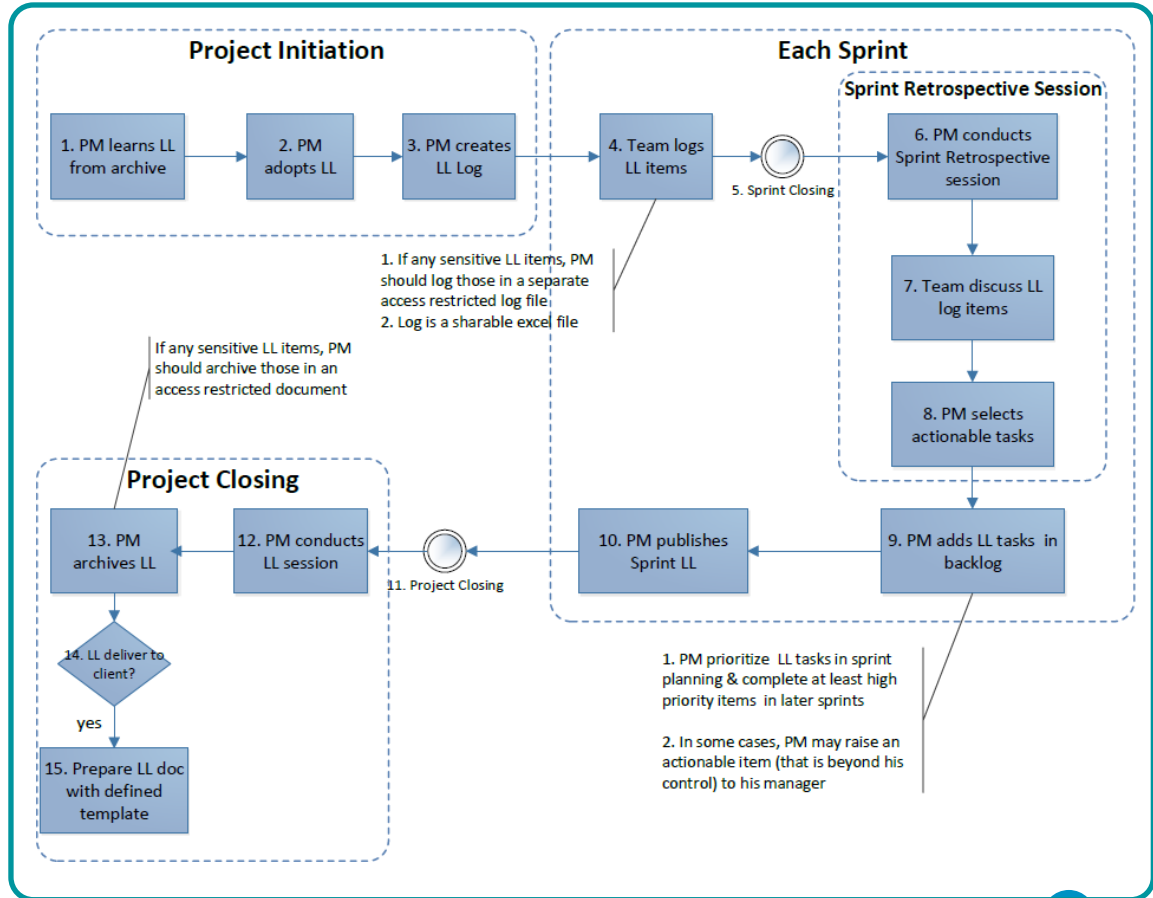 Project Initiation
1. PM learns LL
from archive
2. PM
adopts LL
3. PM creates
LL Log
Each Sprint
4. Team logs
LL items
5. Sprint Closing
Sprint Retrospective Session
6. PM conducts
Sprint Retrospective
session
7. Team discuss LL
log items
8. PM selects
actionable tasks
1. If any sensitive LL items, PM
should log those in a separate
access restricted log file
2. Log is a sharable excel file
If any sensitive LL items, PM
should archive those in an
access restricted document
9. PM adds LL tasks in
backlog
10. PM publishes
Sprint LL
1. PM prioritize LL tasks in sprint
planning & complete at least high
priority items in later sprints
2. In some cases, PM may raise an
actionable item (that is beyond his
control) to his manager
11. Project Closing
Project Closing
12. PM conducts
LL session
13. PM
archives LL
14. LL deliver to
client?
yes
15. Prepare LL doc
with defined
template